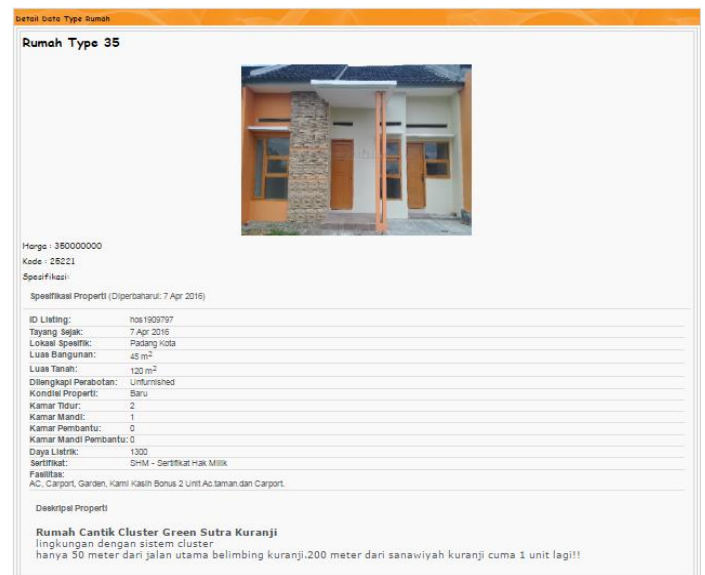 Detail Data Type Rumah
Rumah Type 35
Harga : 350000000
Kode : 25221
Spesifikasi:
Spesifikasi Properti (Diperbaharui: 7 Apr 2016)
ID Listing: hos1909797
Tayang Sejak: 7 Apr 2016
Lokasi Spesifik: Padang Kota
Luas Bangunan: 45 m²
Luas Tanah: 120 m²
Dilengkapi Perabotan: Unfurnished
Kondisi Properti: Baru
Kamar Tidur: 2
Kamar Mandi: 1
Kamar Pembantu: 0
Kamar Mandi Pembantu: 0
Daya Listrik: 1300
Sertifikat: SHM - Sertifikat Hak Milik
Fasilitas:
AC, Carport, Garden, Kami Kasih Bonus 2 Unit Ac.taman.dan Carport.
Deskripsi Properti
Rumah Cantik Cluster Green Sutra Kuranji
lingkungan dengan sistem cluster
hanya 50 meter dari jalan utama belimbing kuranji.200 meter dari sanawiyah kuranji cuma 1 unit lagi!!